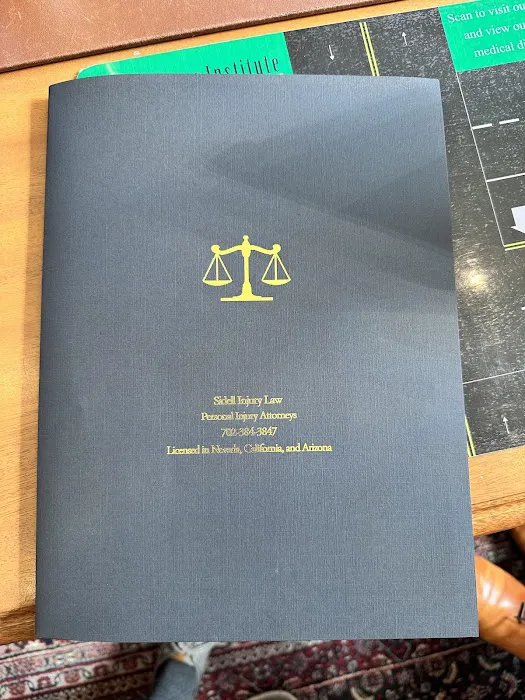 Institute
Scan to visit ou
and view ou
medical di
Sidell Injury Law
Personal Injury Attorneys
702-384-3847
Licensed in Nevada, California, and Arizona